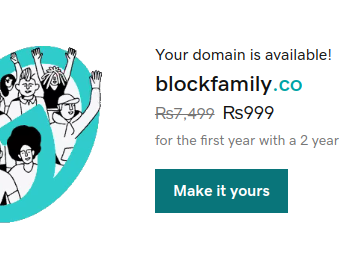 Your domain is available!
blockfamily.co
₨7,499 ₨999
for the first year with a 2 year
Make it yours